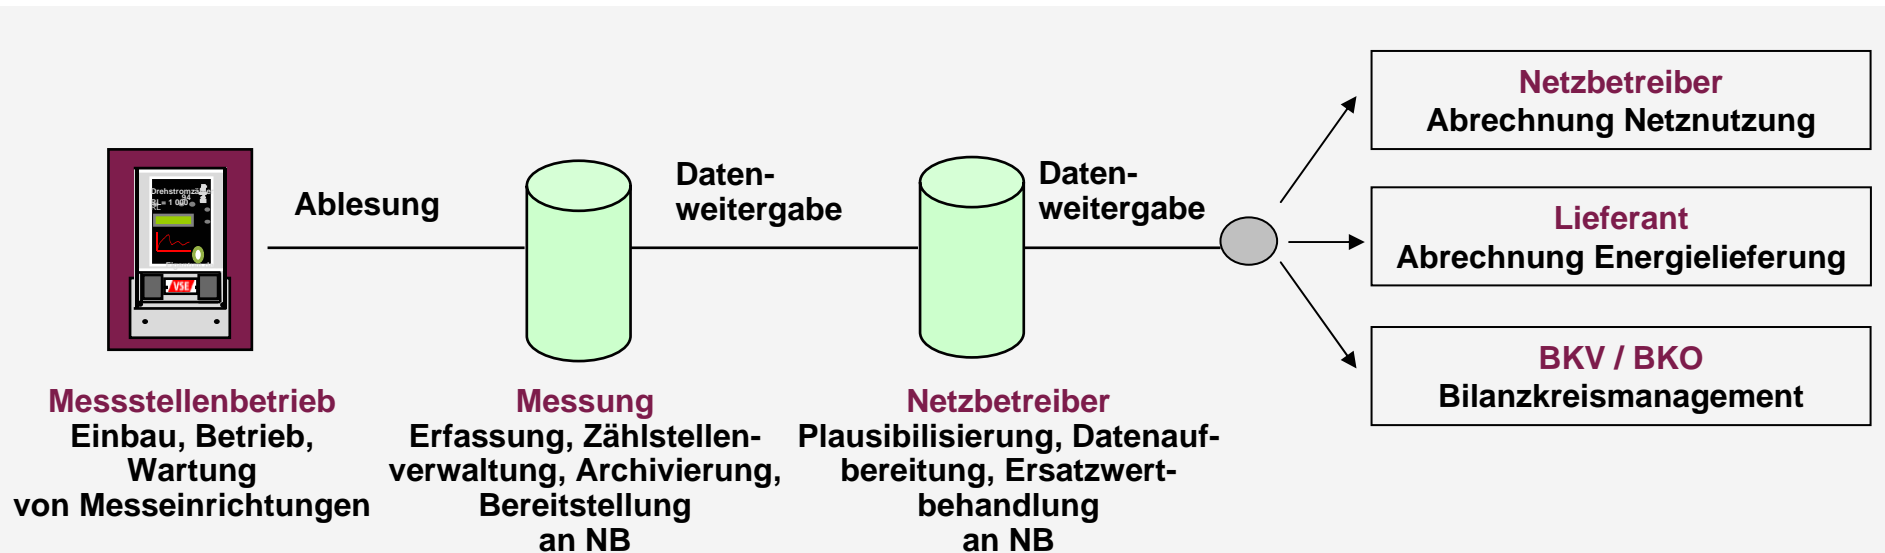 Netzbetreiber
Abrechnung Netznutzung
Lieferant
Abrechnung Energielieferung
BKV / BKO
Bilanzkreismanagement
Ablesung
Daten-
weitergabe
Daten-
weitergabe
VSE
Messstellenbetrieb
Einbau, Betrieb,
Wartung
von Messeinrichtungen
Messung
Erfassung, Zählstellen-
verwaltung, Archivierung,
Bereitstellung
an NB
Netzbetreiber
Plausibilisierung, Datenauf-
bereitung, Ersatzwert-
behandlung
an NB